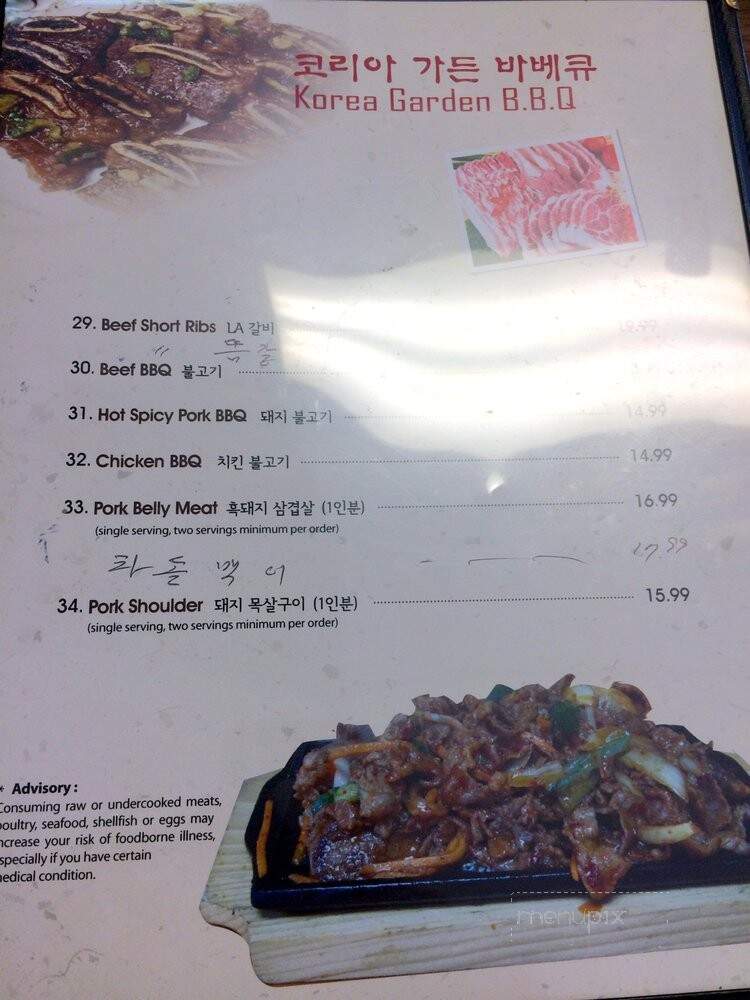 코리아 가든 바베큐
Korea Garden B.B.Q
29. Beef Short Ribs LA 갈비 19.99
30. Beef BBQ 불고기
31. Hot Spicy Pork BBQ 돼지 불고기 14.99
32. Chicken BBQ 치킨 불고기 14.99
33. Pork Belly Meat 흑돼지 삼겹살 (1인분) 16.99
(single serving, two servings minimum per order)
17.99
34. Pork Shoulder 돼지 목살구이 (1인분) 15.99
(single serving, two servings minimum per order)
* Advisory :
Consuming raw or undercooked meats,
poultry, seafood, shellfish or eggs may
increase your risk of foodborne illness,
especially if you have certain
medical condition.
menupix